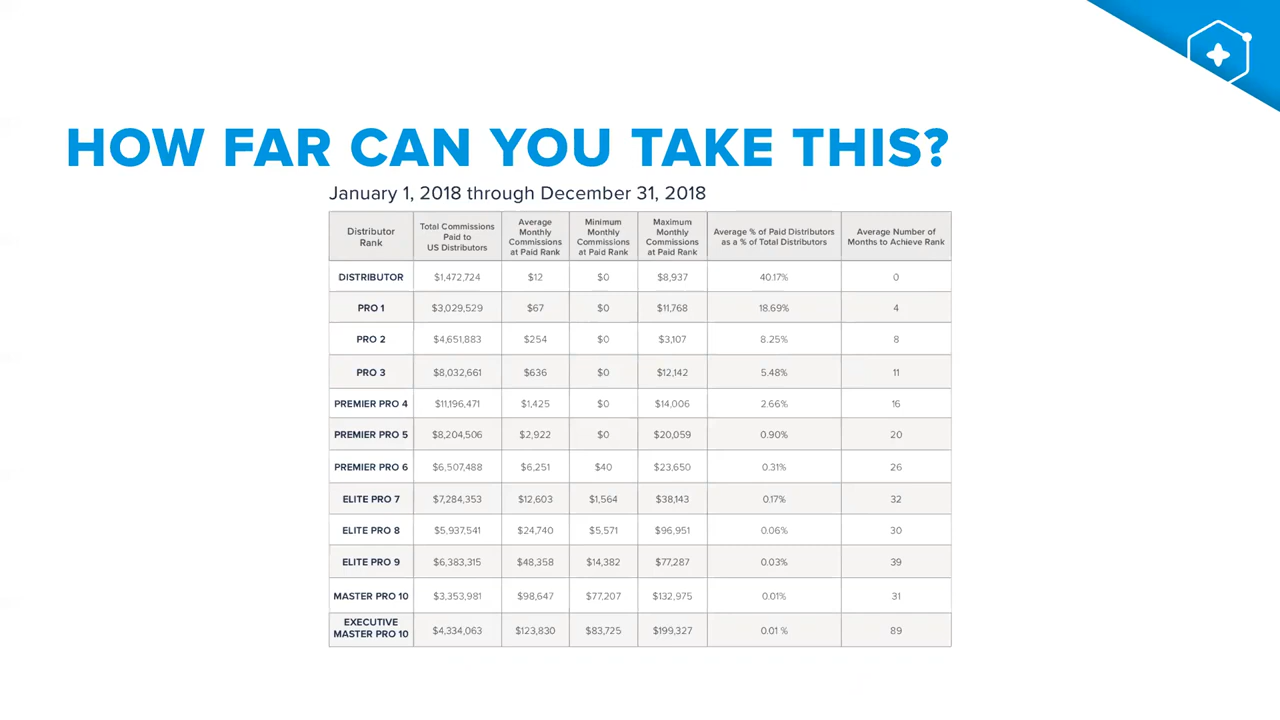 HOW FAR CAN YOU TAKE THIS?
January 1, 2018 through December 31, 2018
Distributor Rank | Total Commissions Paid to US Distributors | Average Monthly Commissions at Paid Rank | Minimum Monthly Commissions at Paid Rank | Maximum Monthly Commissions at Paid Rank | Average % of Paid Distributors as a % of Total Distributors | Average Number of Months to Achieve Rank
DISTRIBUTOR | $1,472,724 | $12 | $0 | $8,937 | 40.17% | 0
PRO 1 | $3,029,529 | $67 | $0 | $11,768 | 18.69% | 4
PRO 2 | $4,651,883 | $254 | $0 | $3,107 | 8.25% | 8
PRO 3 | $8,032,661 | $636 | $0 | $12,142 | 5.48% | 11
PREMIER PRO 4 | $11,196,471 | $1,425 | $0 | $14,006 | 2.66% | 16
PREMIER PRO 5 | $8,204,506 | $2,922 | $0 | $20,059 | 0.90% | 20
PREMIER PRO 6 | $6,507,488 | $6,251 | $40 | $23,650 | 0.31% | 26
ELITE PRO 7 | $7,284,353 | $12,603 | $1,564 | $38,143 | 0.17% | 32
ELITE PRO 8 | $5,937,541 | $24,740 | $5,571 | $96,951 | 0.06% | 30
ELITE PRO 9 | $6,383,315 | $48,358 | $14,382 | $77,287 | 0.03% | 39
MASTER PRO 10 | $3,353,981 | $98,647 | $77,207 | $132,975 | 0.01% | 31
EXECUTIVE MASTER PRO 10 | $4,334,063 | $123,830 | $83,725 | $199,327 | 0.01 % | 89